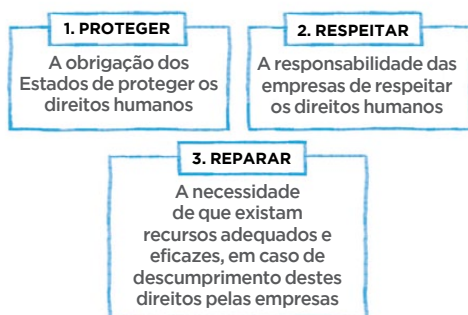 1. PROTEGER
A obrigação dos
Estados de proteger os
direitos humanos
2. RESPEITAR
A responsabilidade das
empresas de respeitar
os direitos humanos
3. REPARAR
A necessidade
de que existam
recursos adequados e
eficazes, em caso de
descumprimento destes
direitos pelas empresas